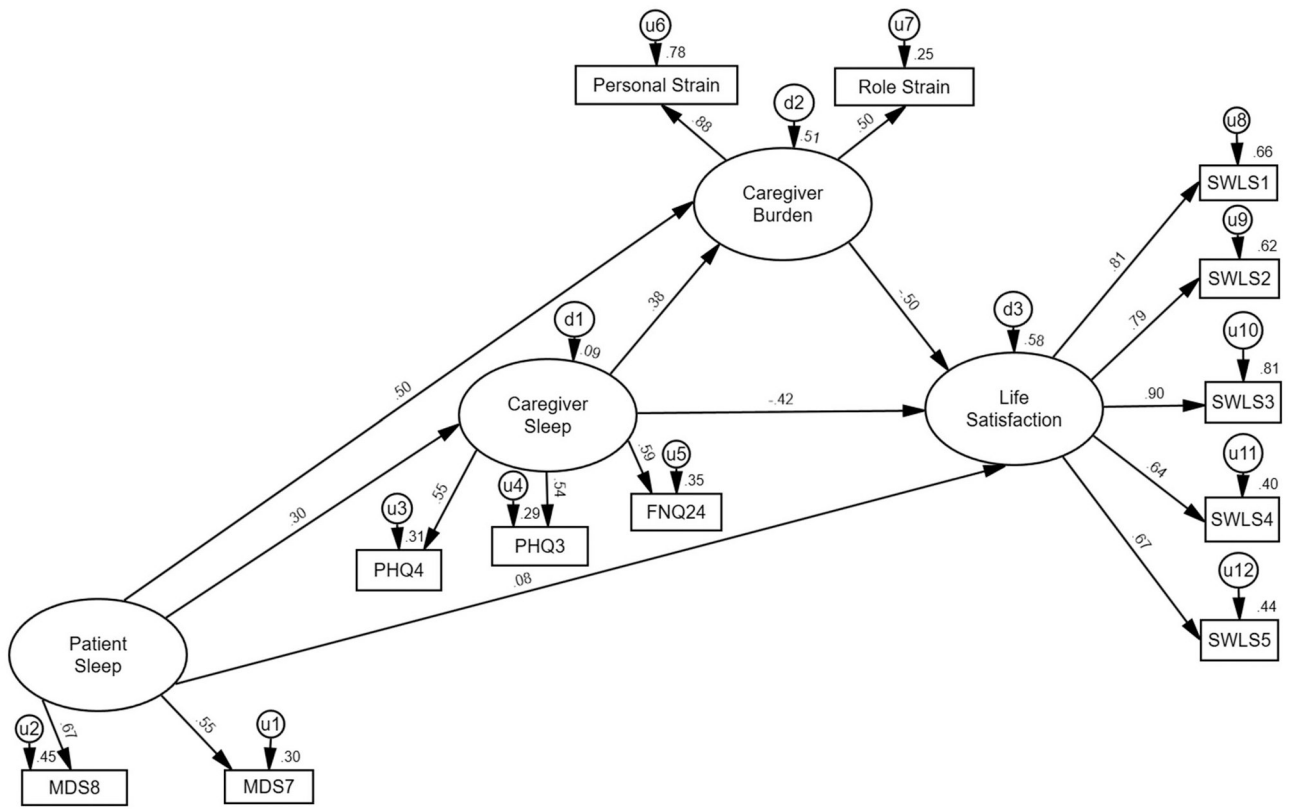 u6
u7
.78
.25
Personal Strain
Role Strain
d2
.88
.50
.51
u8
.66
SWLS1
Caregiver
Burden
u9
.62
SWLS2
.81
.79
.50
.38
-.50
d1
.09
d3
.58
u10
.81
SWLS3
Caregiver
Sleep
-.42
Life
Satisfaction
.90
.30
.55
.54
.59
u5
.35
FNQ24
u4
.29
PHQ3
u3
.31
PHQ4
.64
u11
.40
SWLS4
.67
.08
u12
.44
SWLS5
Patient
Sleep
u2
.67
.45
MDS8
.55
u1
.30
MDS7